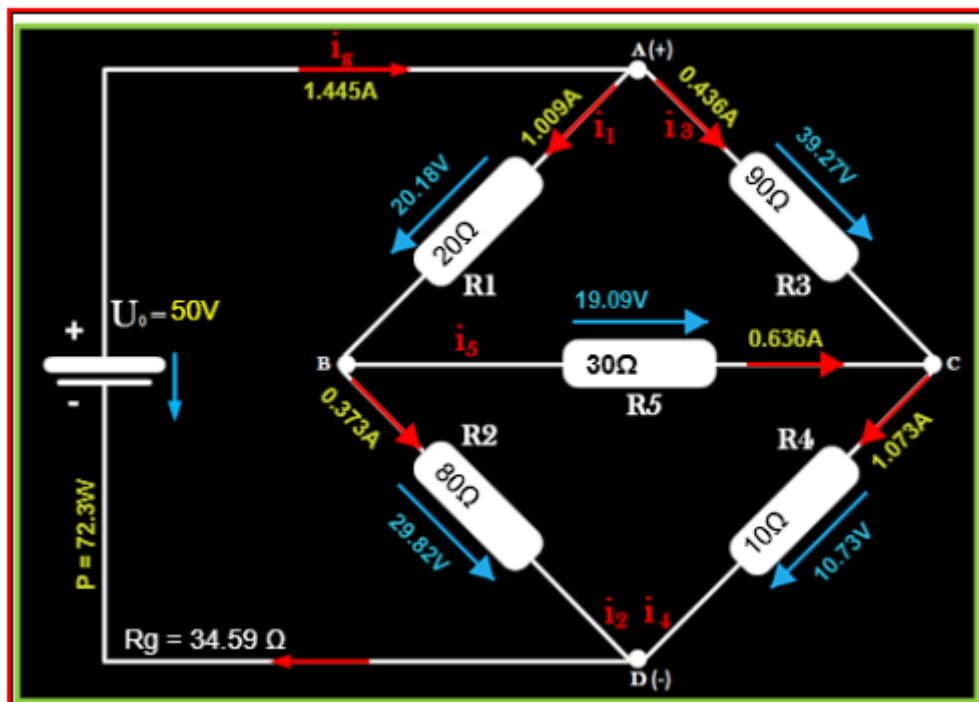 A (+)
i_g
1.445A
1.009A
i₁
i₃
0.436A
20.18V
39.27V
20Ω
90Ω
R1
R3
19.09V
U₀ = 50V
+
-
B
i₅
30Ω
0.636A
C
R5
0.373A
R2
R4
1.073A
80Ω
10Ω
29.82V
10.73V
P = 72.3W
i₂ i₄
Rg = 34.59 Ω
D (-)